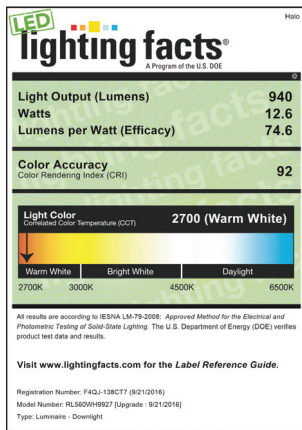 Halo
LED
lighting facts®
A Program of the U.S. DOE
Light Output (Lumens) 940
Watts 12.6
Lumens per Watt (Efficacy) 74.6
Color Accuracy
Color Rendering Index (CRI) 92
Light Color
Correlated Color Temperature (CCT) 2700 (Warm White)
Warm White Bright White Daylight
2700K 3000K 4500K 6500K
All results are according to IESNA LM-79-2008: Approved Method for the Electrical and
Photometric Testing of Solid-State Lighting. The U.S. Department of Energy (DOE) verifies
product test data and results.
Visit www.lightingfacts.com for the Label Reference Guide.
Registration Number: F4QJ-138CT7 (9/21/2016)
Model Number: RL560WH9927 [Upgrade : 9/21/2016]
Type: Luminaire - Downlight